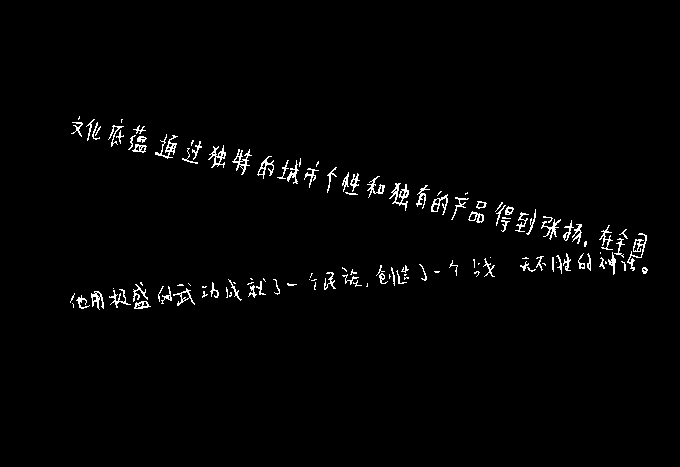 文化底蕴通过独特的城市个性和独有的产品得到张扬。在全国
他用极盛的武功成就了一个民族,创造了一个战无不胜的神话。